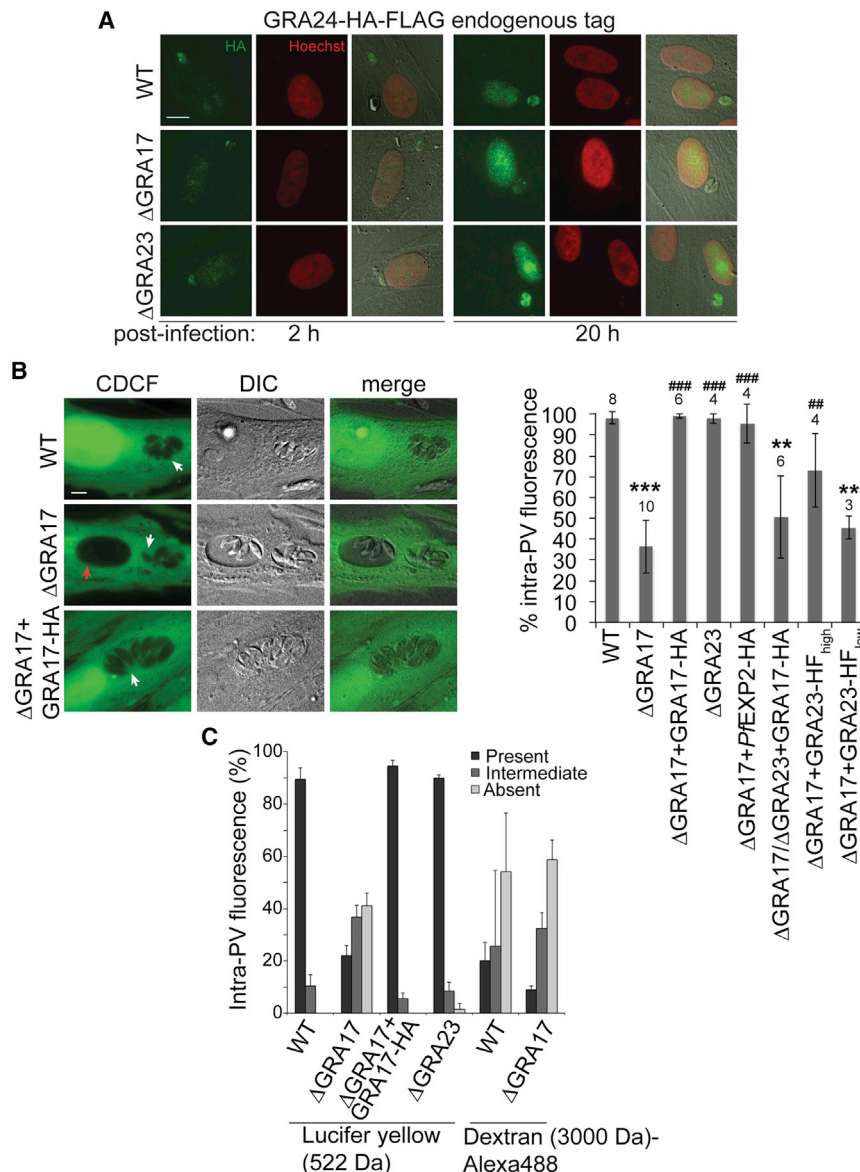 A
GRA24-HA-FLAG endogenous tag
HA
Hoechst
WT
ΔGRA17
ΔGRA23
post-infection: 2 h 20 h
B
CDCF DIC merge
WT
ΔGRA17
ΔGRA17+
GRA17-HA
% intra-PV fluorescence
100
90
80
70
60
50
40
30
20
10
0
8
***
10
###
6
###
4
###
4
**
6
##
4
**
3
WT
ΔGRA17
ΔGRA17+GRA17-HA
ΔGRA23
ΔGRA17+PfEXP2-HA
ΔGRA17/ΔGRA23+GRA17-HA
ΔGRA17+GRA23-HFhigh
ΔGRA17+GRA23-HFlow
C
Present
Intermediate
Absent
Intra-PV fluorescence (%)
100
80
60
40
20
0
WT
ΔGRA17
ΔGRA17+
GRA17-HA
ΔGRA23
WT
ΔGRA17
Lucifer yellow
(522 Da)
Dextran (3000 Da)-
Alexa488